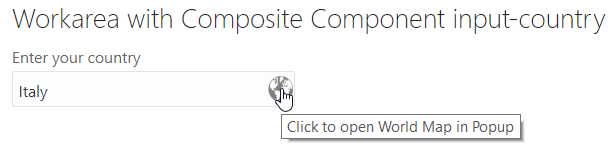 Workarea with Composite Component input-country
Enter your country
Italy
Click to open World Map in Popup